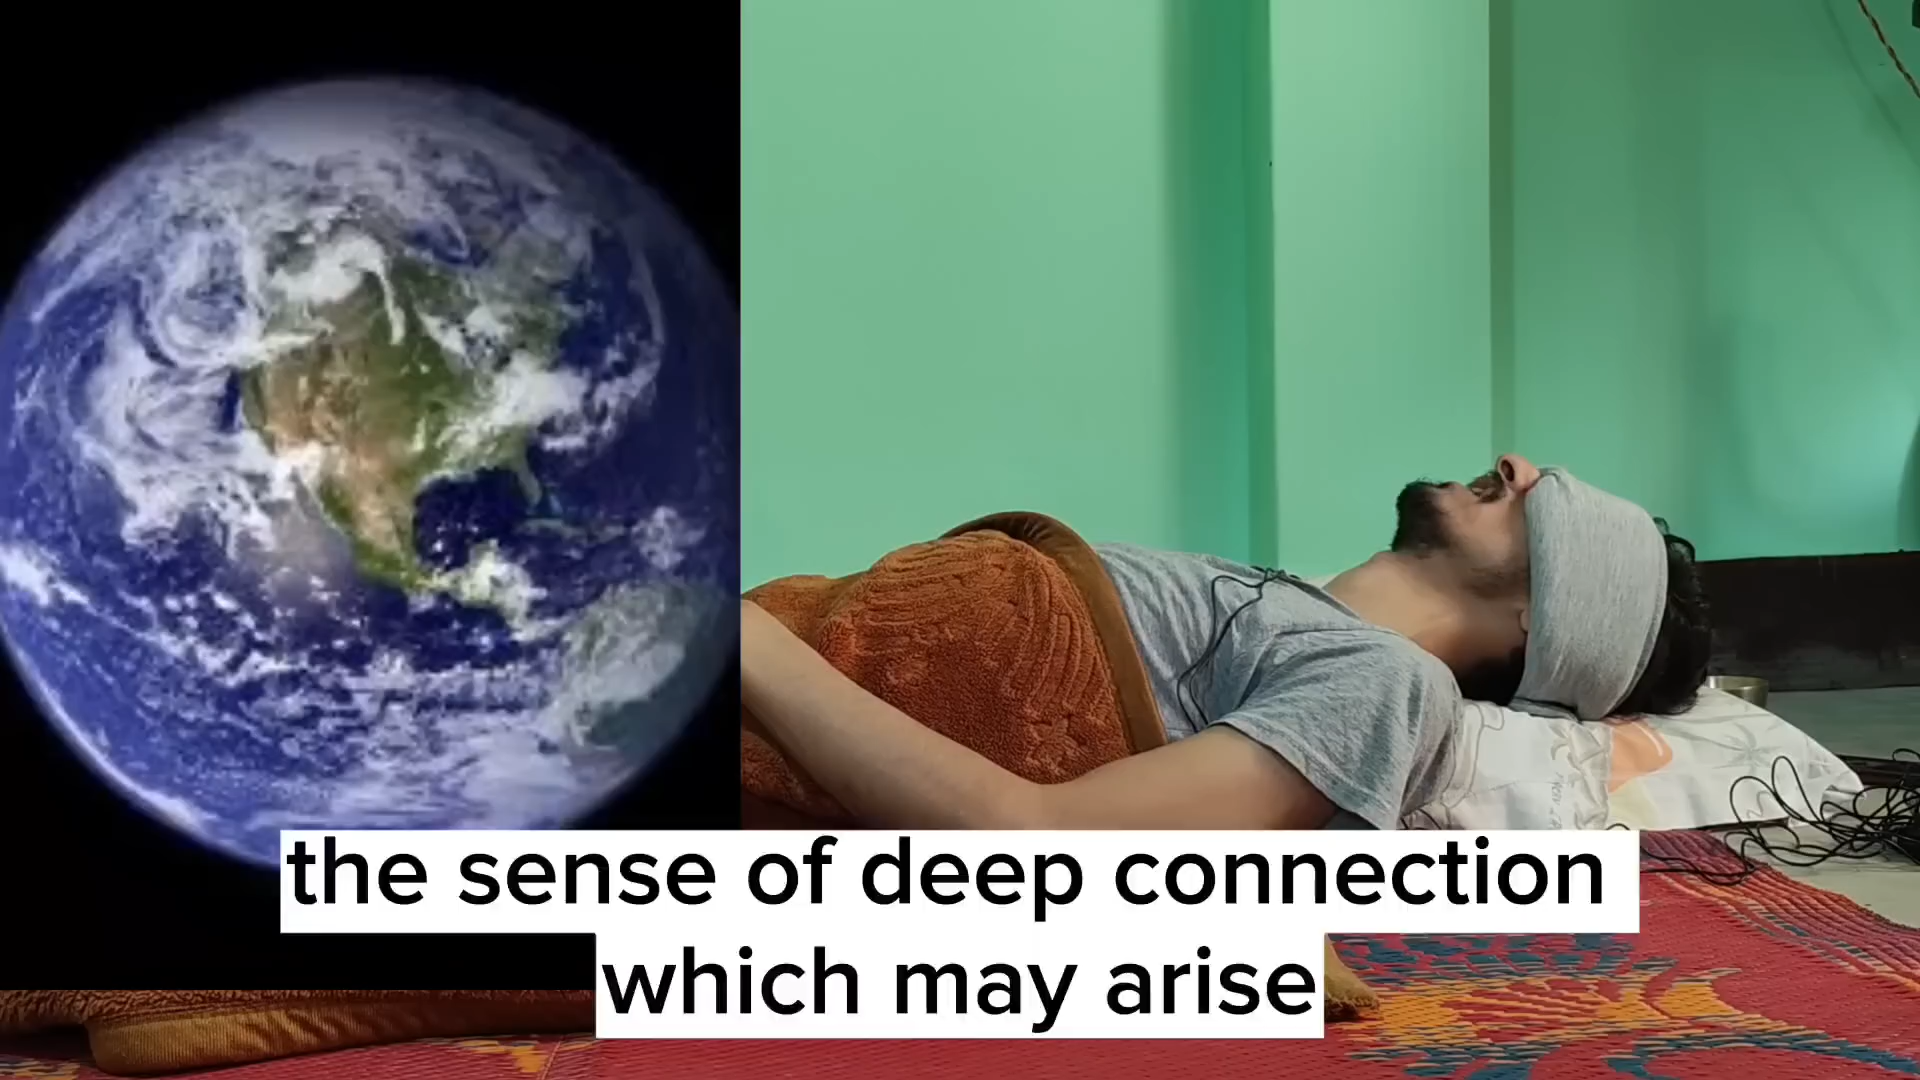 the sense of deep connection
which may arise